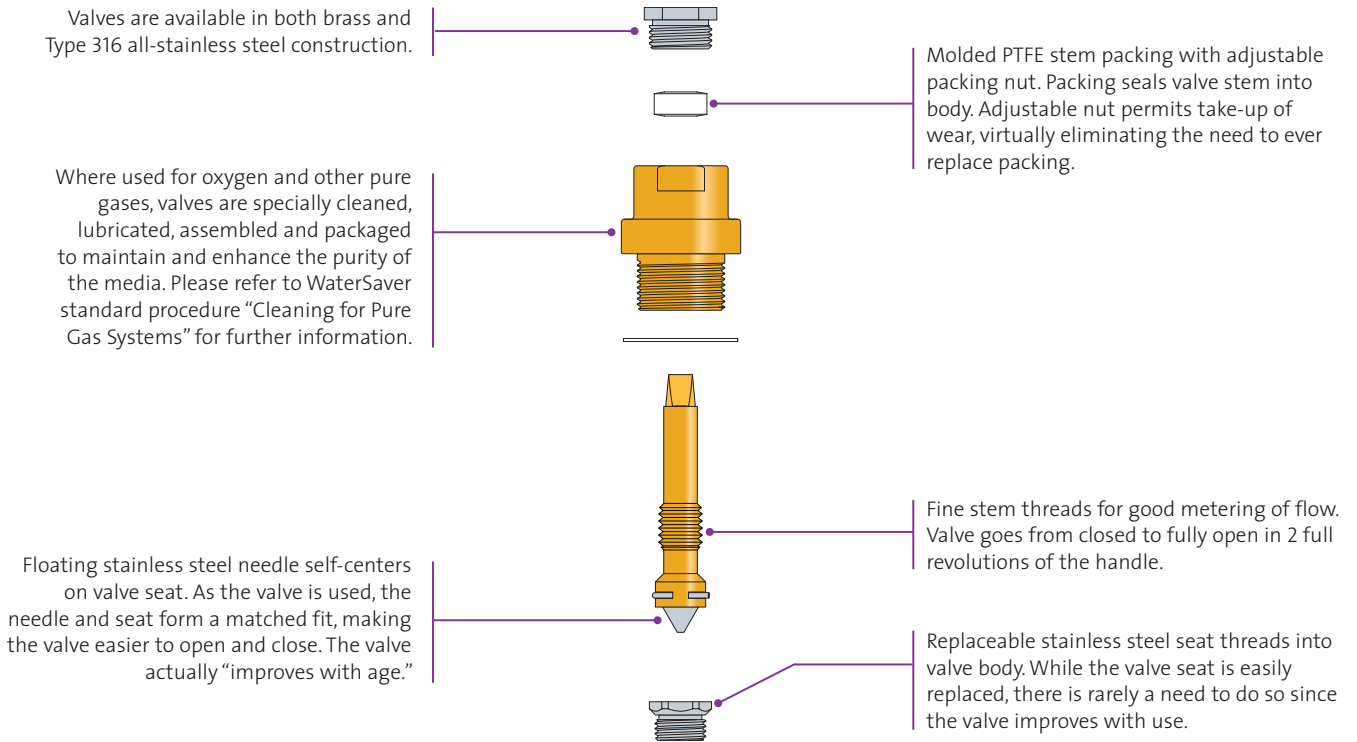 Valves are available in both brass and
Type 316 all-stainless steel construction.
Molded PTFE stem packing with adjustable
packing nut. Packing seals valve stem into
body. Adjustable nut permits take-up of
wear, virtually eliminating the need to ever
replace packing.
Where used for oxygen and other pure
gases, valves are specially cleaned,
lubricated, assembled and packaged
to maintain and enhance the purity of
the media. Please refer to WaterSaver
standard procedure “Cleaning for Pure
Gas Systems” for further information.
Fine stem threads for good metering of flow.
Valve goes from closed to fully open in 2 full
revolutions of the handle.
Floating stainless steel needle self-centers
on valve seat. As the valve is used, the
needle and seat form a matched fit, making
the valve easier to open and close. The valve
actually “improves with age.”
Replaceable stainless steel seat threads into
valve body. While the valve seat is easily
replaced, there is rarely a need to do so since
the valve improves with use.